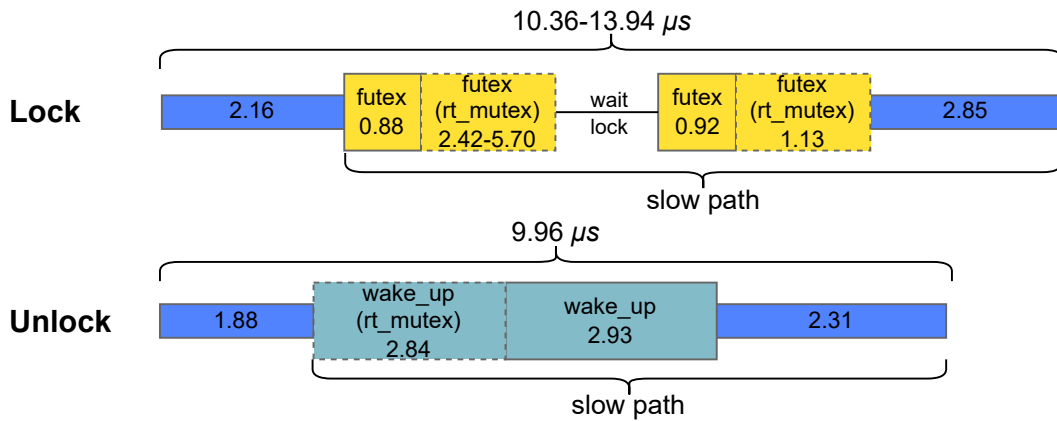 10.36-13.94 µs
Lock
2.16
futex
0.88
futex
(rt_mutex)
2.42-5.70
wait
lock
futex
0.92
futex
(rt_mutex)
1.13
2.85
slow path
9.96 µs
Unlock
1.88
wake_up
(rt_mutex)
2.84
wake_up
2.93
2.31
slow path